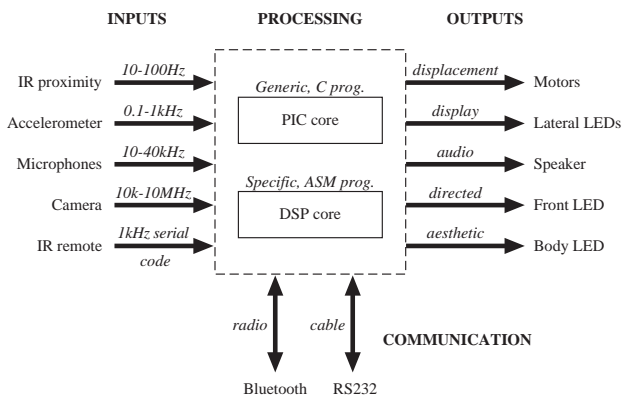 INPUTS PROCESSING OUTPUTS
IR proximity 10-100Hz displacement Motors
Generic, C prog.
Accelerometer 0.1-1kHz PIC core display Lateral LEDs
Microphones 10-40kHz audio Speaker
Specific, ASM prog.
Camera 10k-10MHz DSP core directed Front LED
IR remote 1kHz serial code aesthetic Body LED
radio cable COMMUNICATION
Bluetooth RS232